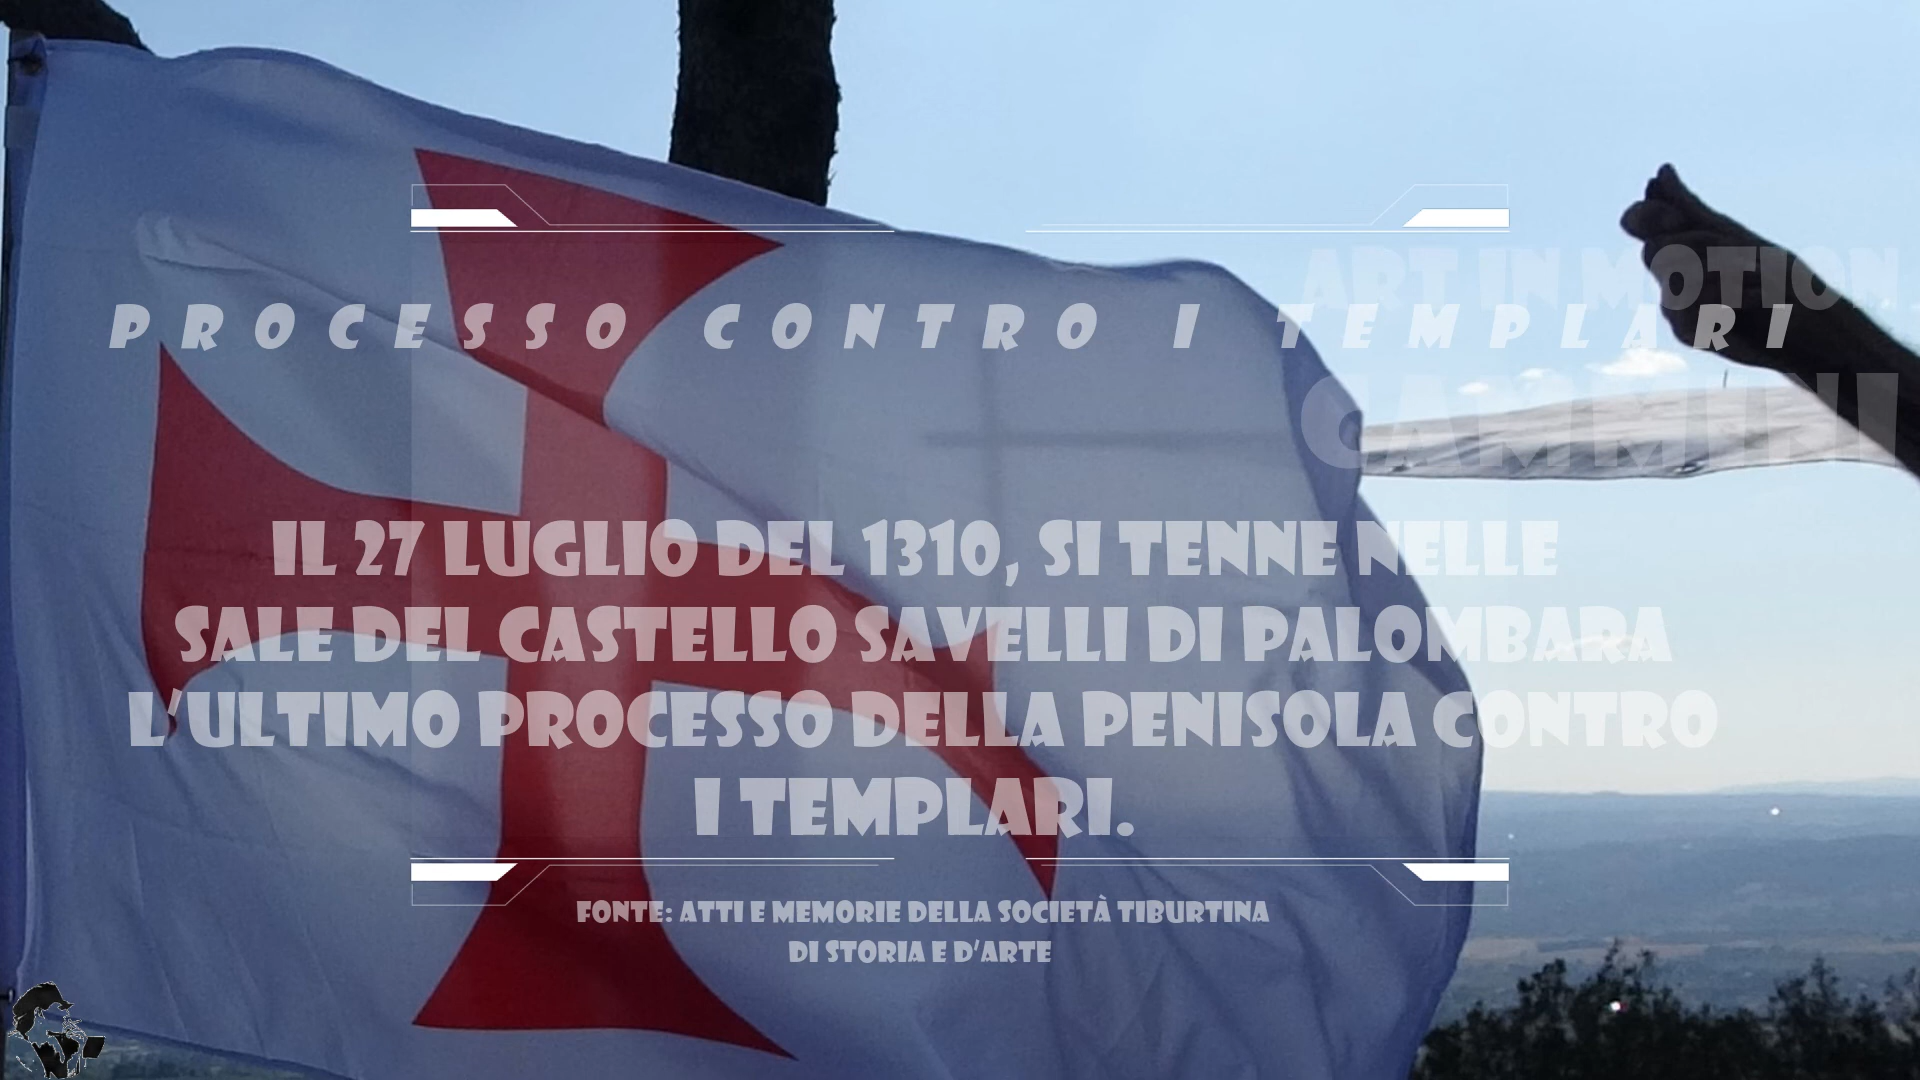 ART IN MOTION
PROCESSO CONTRO I TEMPLARI
CAMMINI
IL 27 LUGLIO DEL 1310, SI TENNE NELLE
SALE DEL CASTELLO SAVELLI DI PALOMBARA
L'ULTIMO PROCESSO DELLA PENISOLA CONTRO
I TEMPLARI.
FONTE: ATTI E MEMORIE DELLA SOCIETÀ TIBURTINA
DI STORIA E D'ARTE